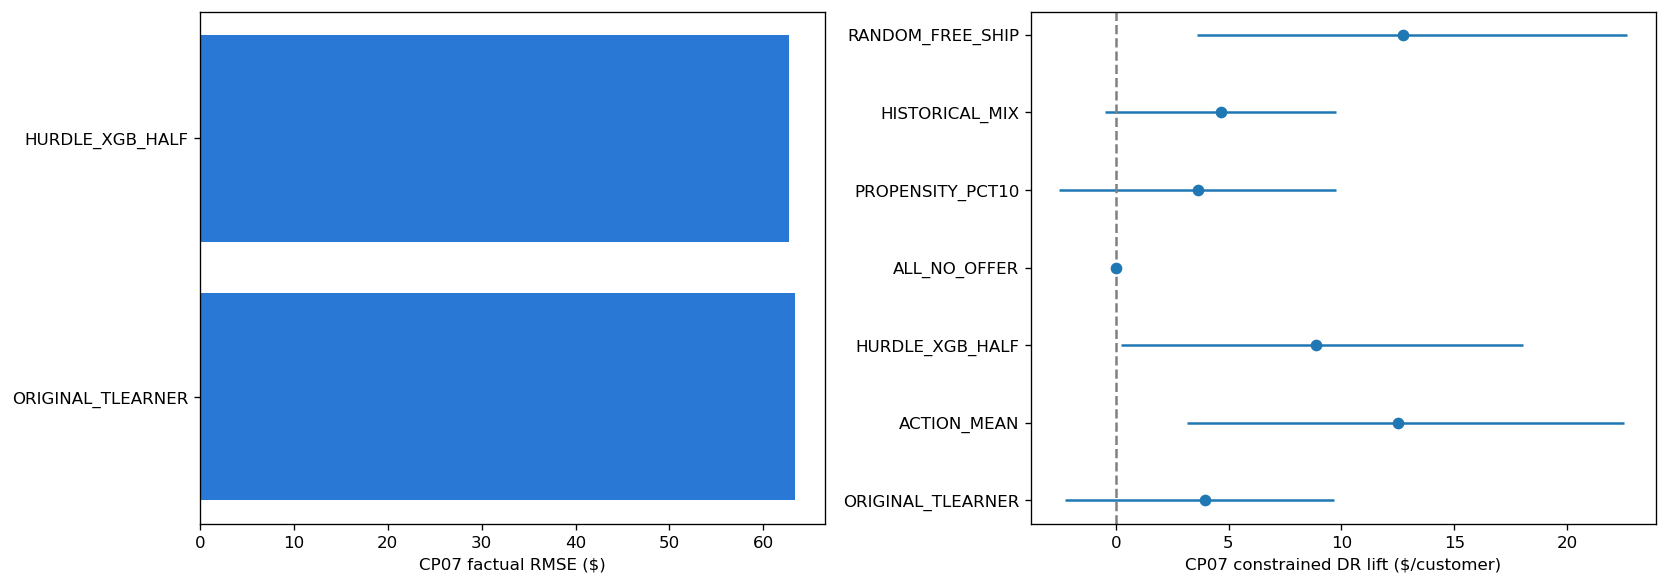 HURDLE_XGB_HALF
ORIGINAL_TLEARNER
0 10 20 30 40 50 60
CP07 factual RMSE ($)
RANDOM_FREE_SHIP
HISTORICAL_MIX
PROPENSITY_PCT10
ALL_NO_OFFER
HURDLE_XGB_HALF
ACTION_MEAN
ORIGINAL_TLEARNER
0 5 10 15 20
CP07 constrained DR lift ($/customer)